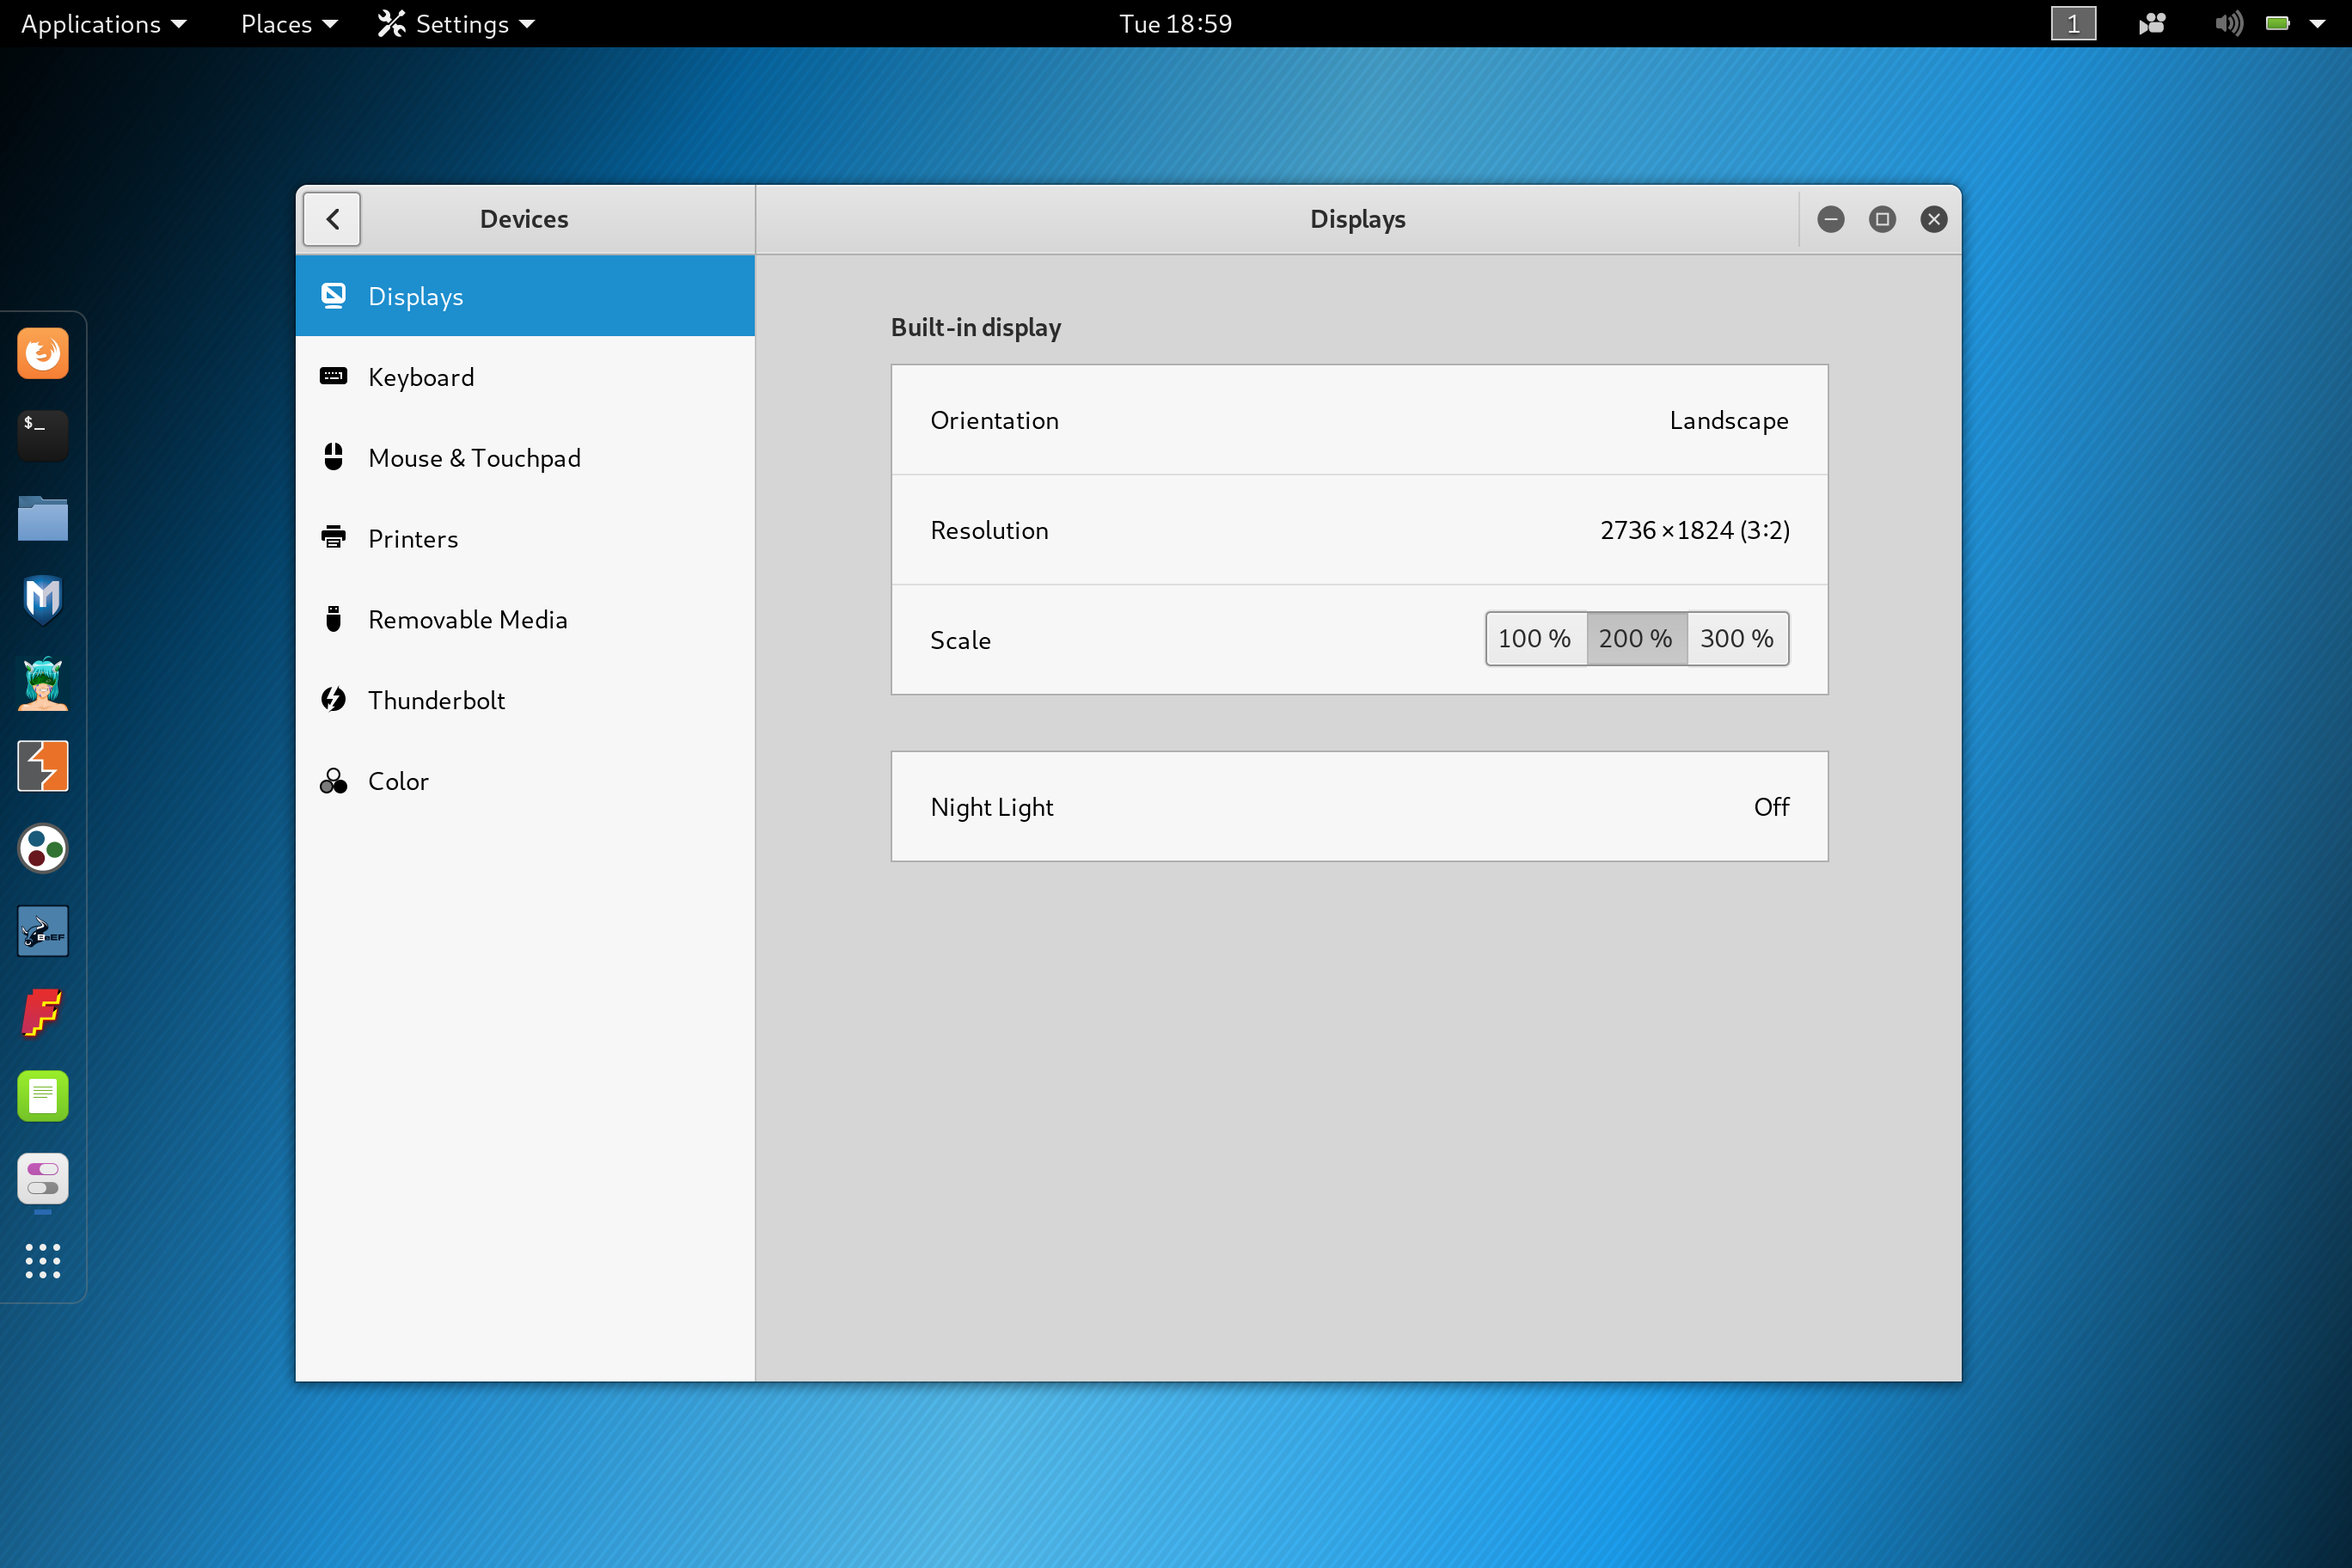 Applications Places Settings Tue 18:59 1
Devices Displays
Displays
Keyboard
Mouse & Touchpad
Printers
Removable Media
Thunderbolt
Color
Built-in display
Orientation Landscape
Resolution 2736×1824 (3:2)
Scale 100 % 200 % 300 %
Night Light Off
$_
M
BeEF
F